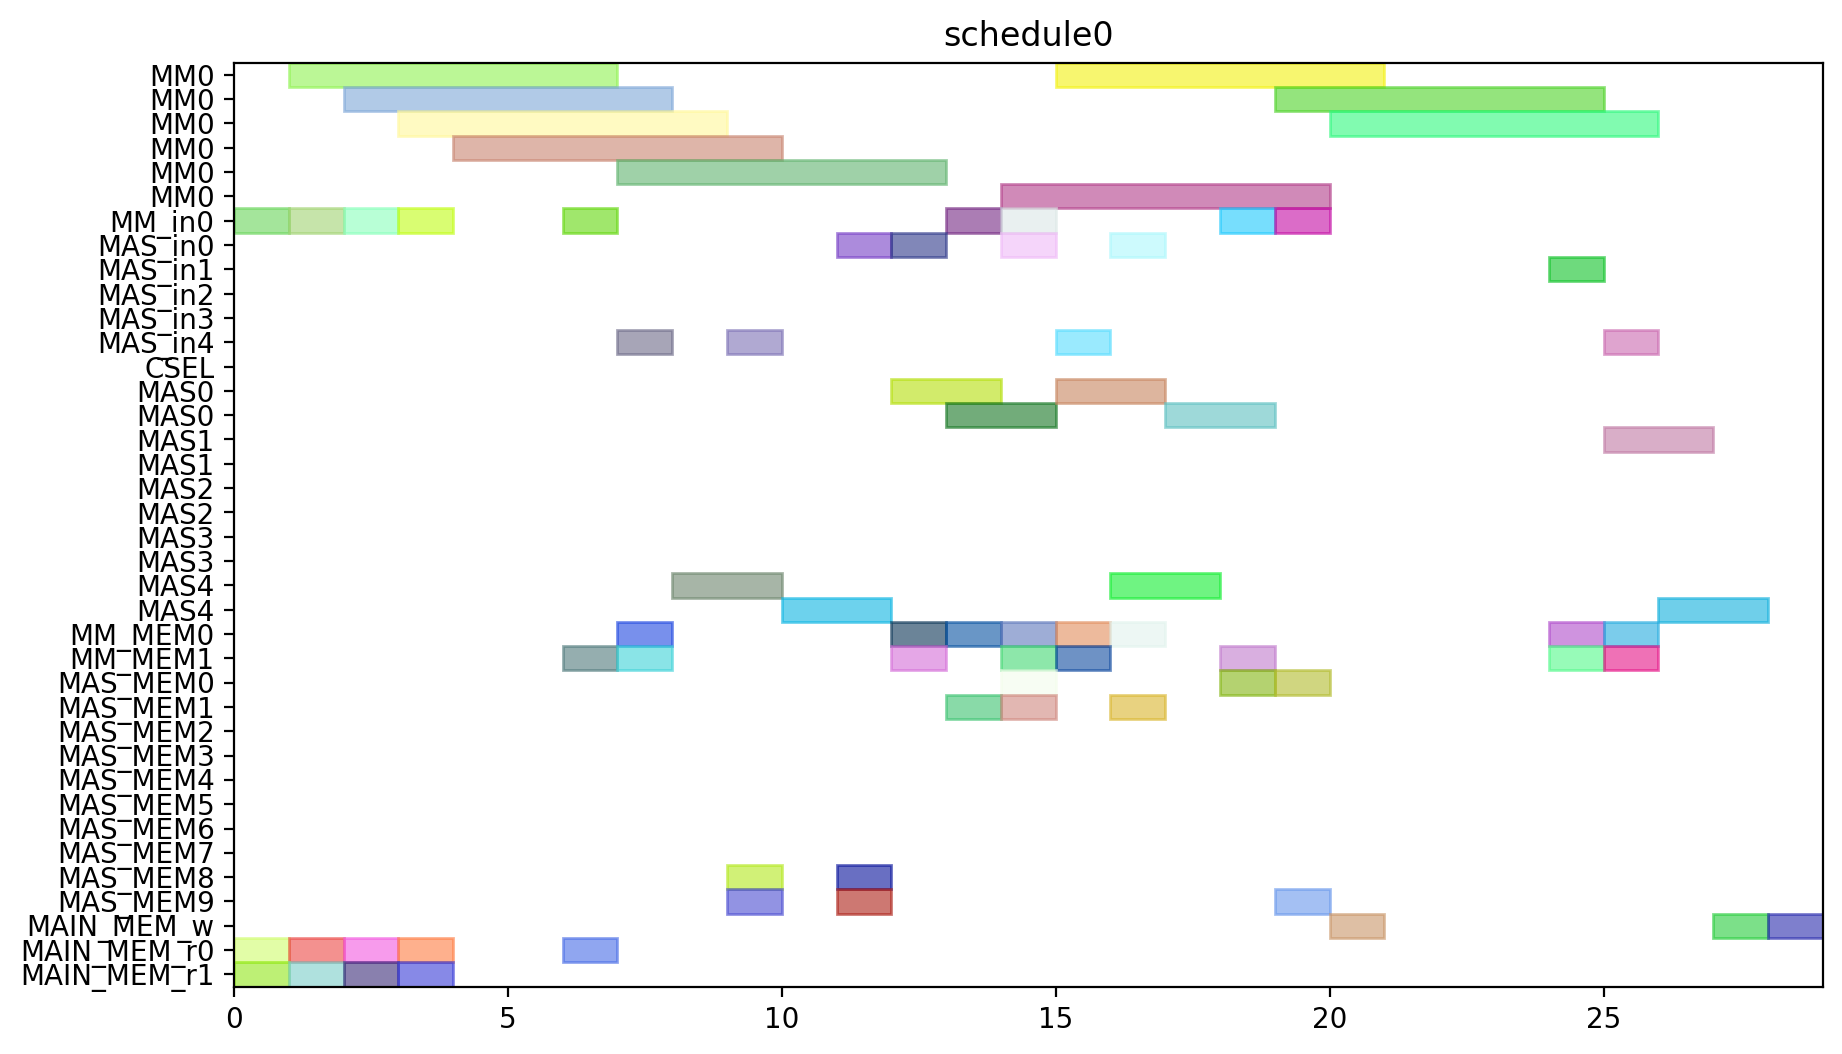 schedule0
MM0
MM0
MM0
MM0
MM0
MM0
MM_in0
MAS_in0
MAS_in1
MAS_in2
MAS_in3
MAS_in4
CSEL
MAS0
MAS0
MAS1
MAS1
MAS2
MAS2
MAS3
MAS3
MAS4
MAS4
MM_MEM0
MM_MEM1
MAS_MEM0
MAS_MEM1
MAS_MEM2
MAS_MEM3
MAS_MEM4
MAS_MEM5
MAS_MEM6
MAS_MEM7
MAS_MEM8
MAS_MEM9
MAIN_MEM_w
MAIN_MEM_r0
MAIN_MEM_r1
0 5 10 15 20 25